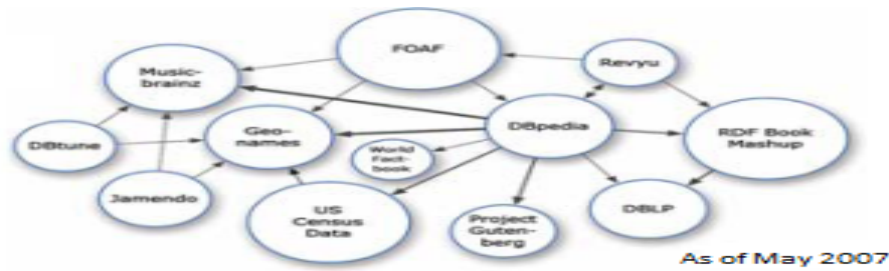 FOAF
Music-
brainz
Revyu
DBtune
Geo-
names
World
Fact-
book
DBpedia
RDF Book
Mashup
Jamendo
US
Census
Data
Project
Guten-
berg
DBLP
As of May 2007